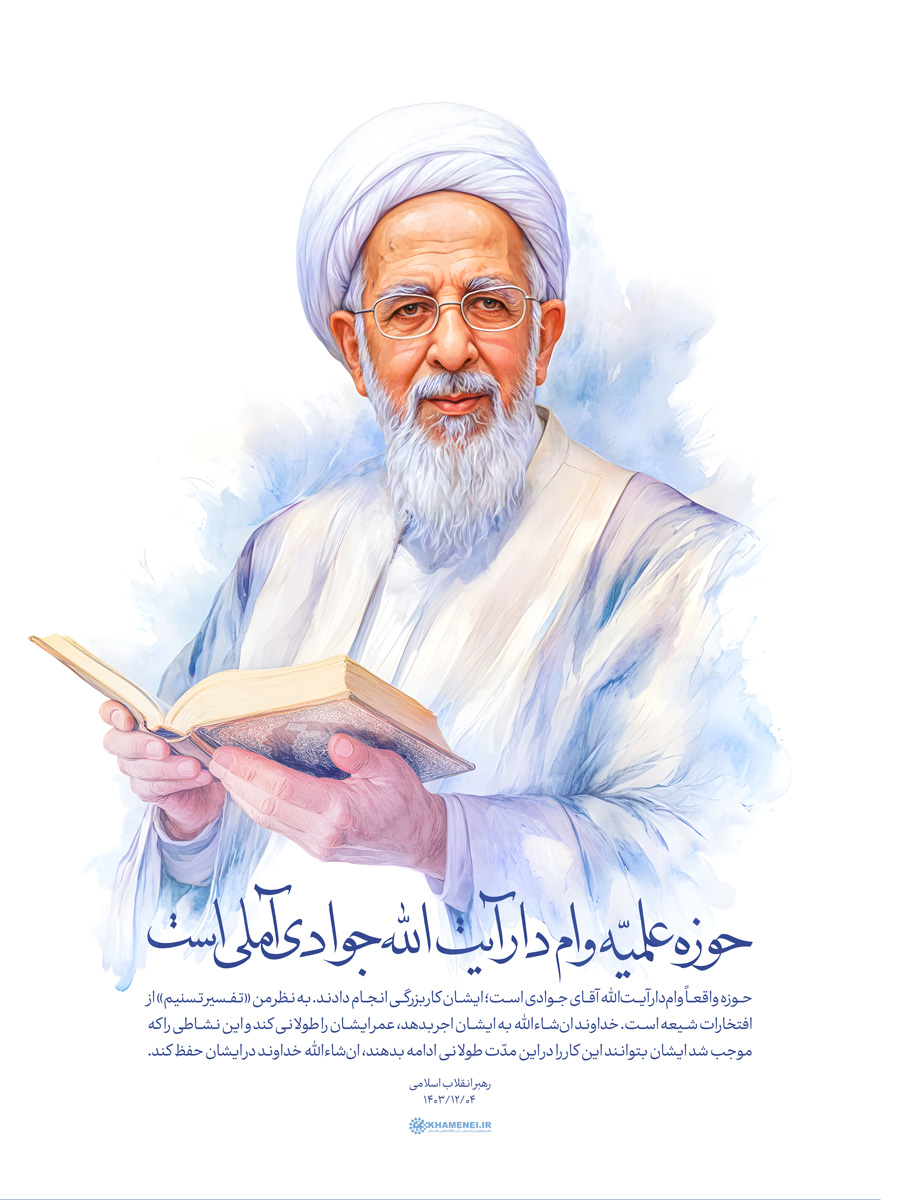 حوزه علمیّه وام‌دار آیت‌الله جوادی آملی است
حوزه واقعاً وام‌دار آیت‌الله آقای جوادی است؛ ایشان کار بزرگی انجام دادند. به نظر من «تفسیر تسنیم» از
افتخارات شیعه است. خداوند ان‌شاءالله به ایشان اجر بدهد، عمر ایشان را طولانی کند و این نشاطی را که
موجب شد ایشان بتوانند این کار را در این مدّت طولانی ادامه بدهند، ان‌شاءالله خداوند در ایشان حفظ کند.
رهبر انقلاب اسلامی
۱۴۰۳/۱۲/۰۴
KHAMENEI.IR